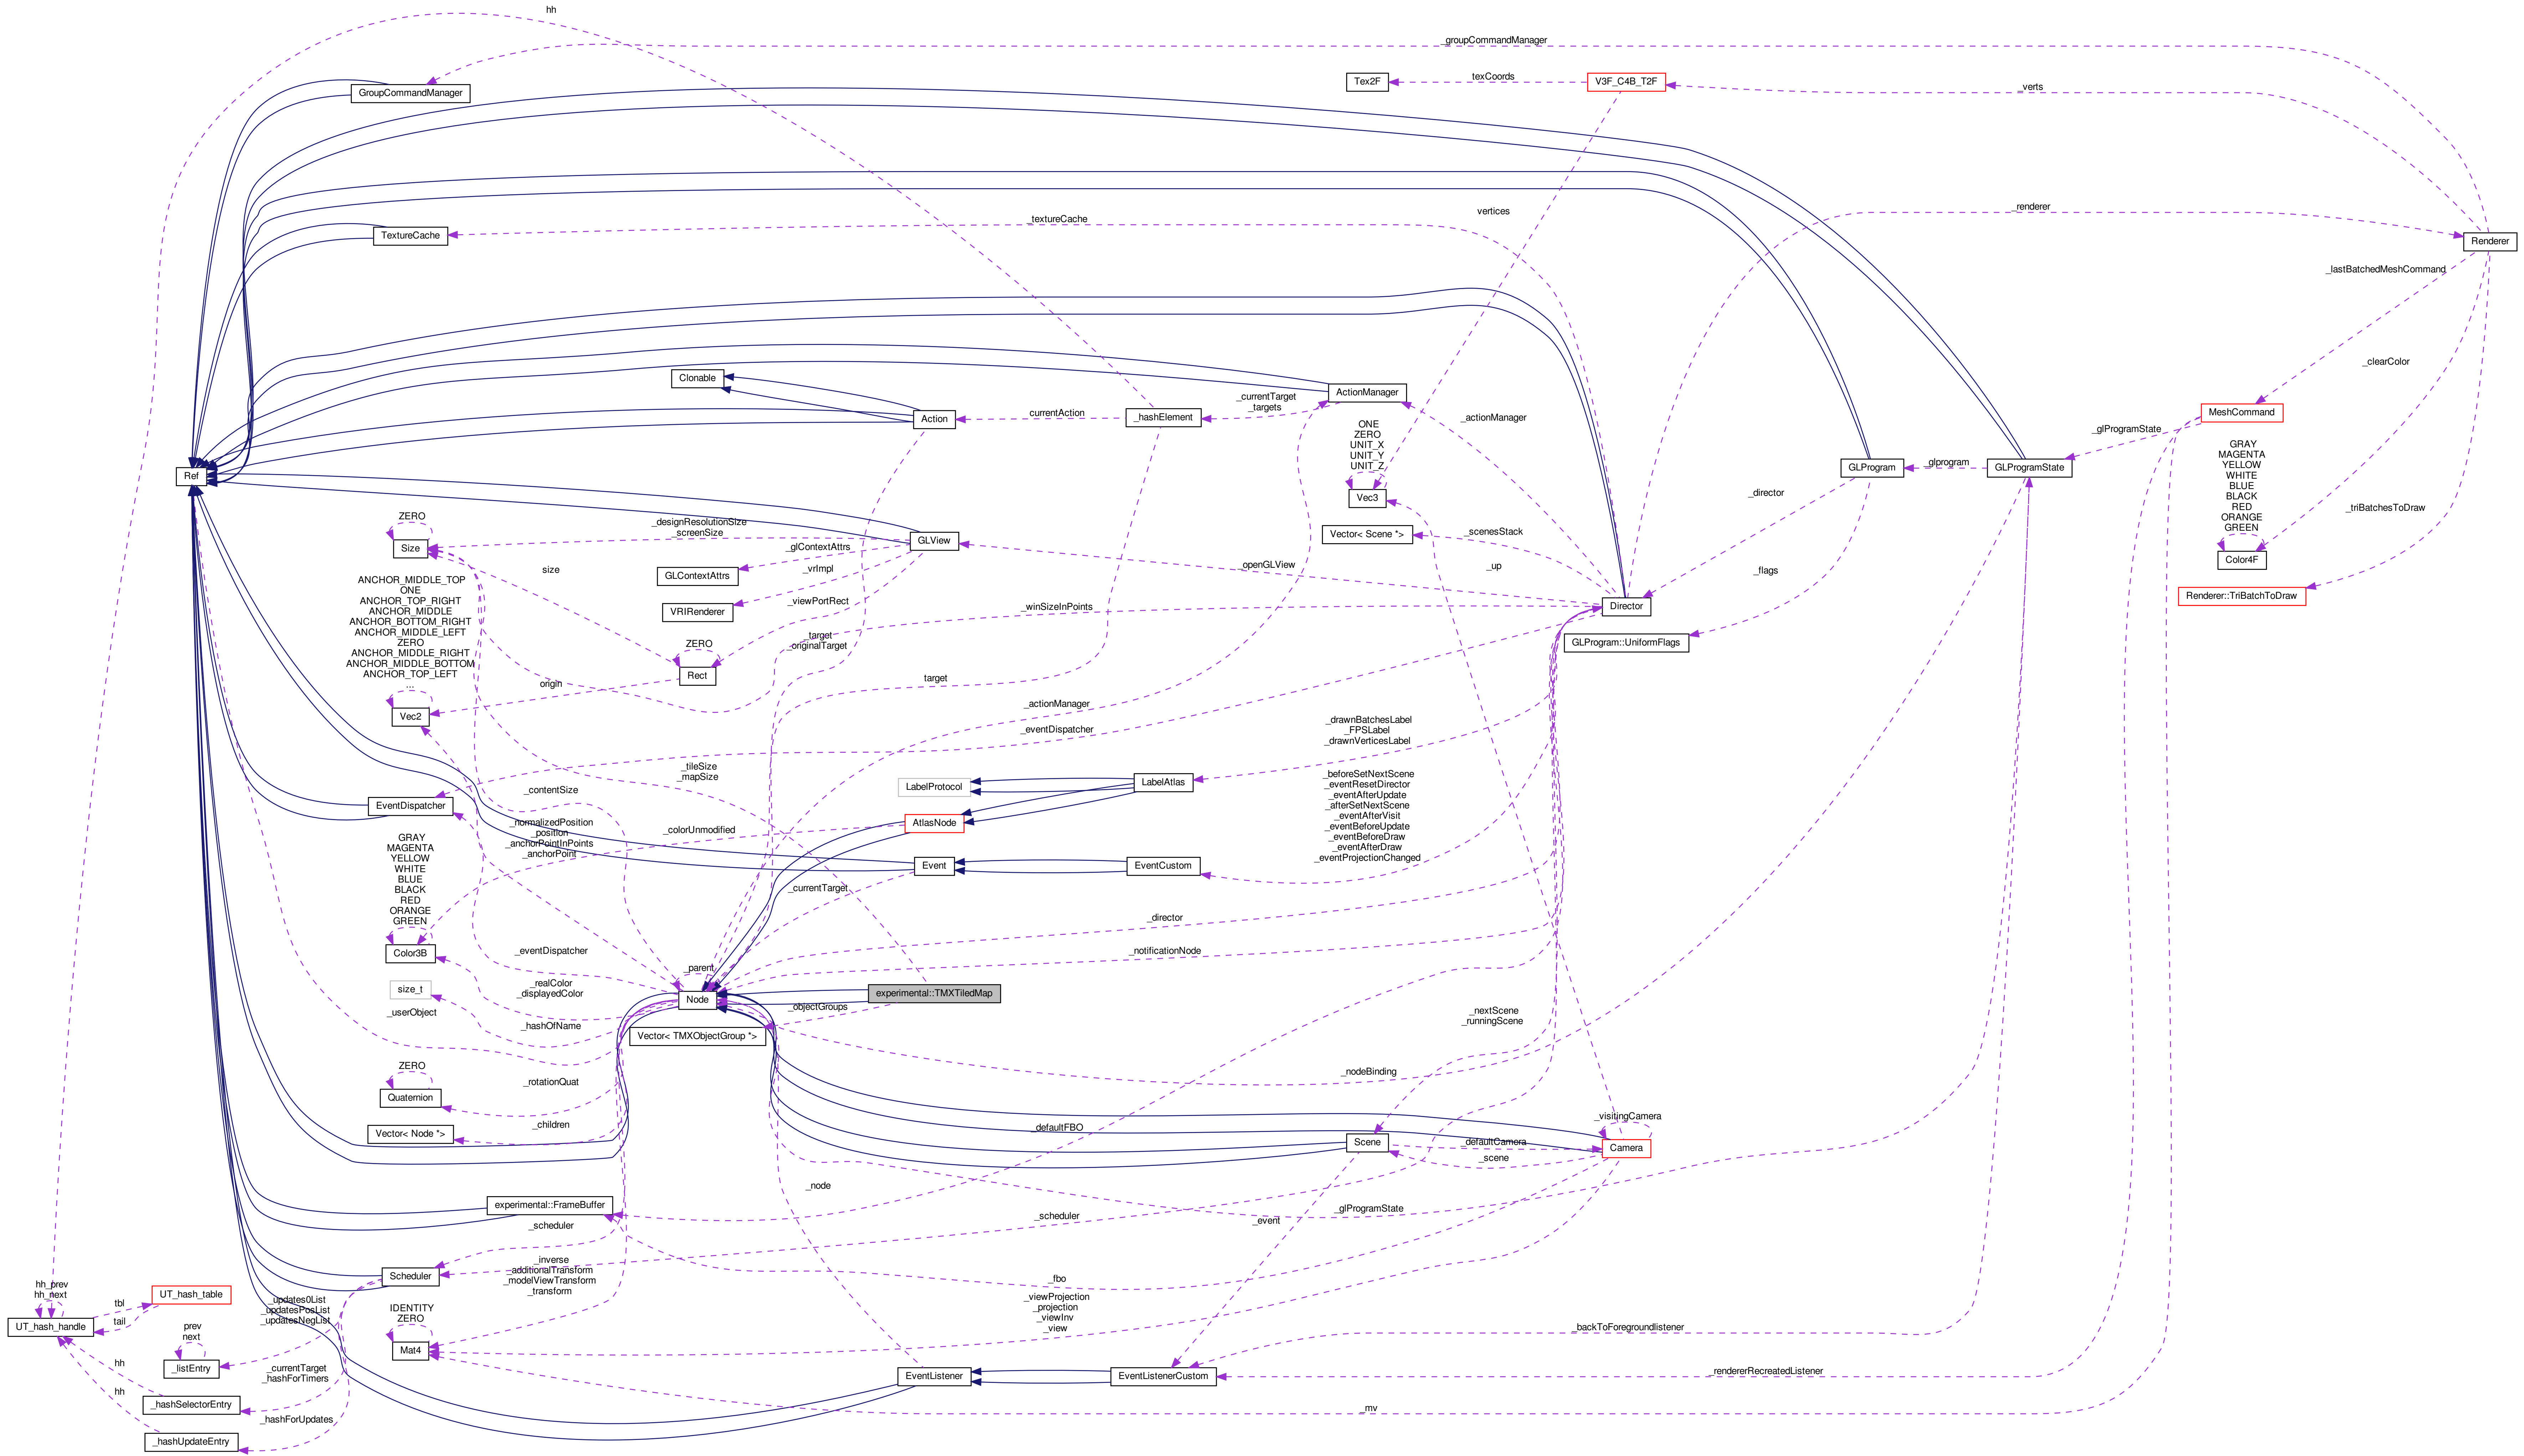 hh
_groupCommandManager
GroupCommandManager
Tex2F
texCoords
V3F_C4B_T2F
_verts
_textureCache
TextureCache
vertices
_renderer
Renderer
_lastBatchedMeshCommand
_clearColor
Clonable
Action
currentAction
_hashElement
_currentTarget
_targets
ActionManager
_actionManager
MeshCommand
_glProgramState
ONE
ZERO
UNIT_X
UNIT_Y
UNIT_Z
Vec3
GLProgram
_glprogram
GLProgramState
GRAY
MAGENTA
YELLOW
WHITE
BLUE
BLACK
RED
ORANGE
GREEN
Color4F
_triBatchesToDraw
Renderer::TriBatchToDraw
Ref
ZERO
Size
_designResolutionSize
_screenSize
GLView
_glContextAttrs
GLContextAttrs
_vrImpl
VRIRenderer
_viewPortRect
size
ZERO
Rect
origin
Vector< Scene *>
_scenesStack
_director
_flags
_up
_openGLView
_winSizeInPoints
Director
GLProgram::UniformFlags
_target
_originalTarget
target
ANCHOR_MIDDLE_TOP
ONE
ANCHOR_TOP_RIGHT
ANCHOR_MIDDLE
ANCHOR_BOTTOM_RIGHT
ANCHOR_MIDDLE_LEFT
ZERO
ANCHOR_MIDDLE_RIGHT
ANCHOR_MIDDLE_BOTTOM
ANCHOR_TOP_LEFT
...
Vec2
_actionManager
_eventDispatcher
_drawnBatchesLabel
_FPSLabel
_drawnVerticesLabel
_tileSize
_mapSize
_contentSize
LabelProtocol
LabelAtlas
EventDispatcher
AtlasNode
_normalizedPosition
_position
_anchorPointInPoints
_anchorPoint
_colorUnmodified
_beforeSetNextScene
_eventResetDirector
_eventAfterUpdate
_afterSetNextScene
_eventAfterVisit
_eventBeforeUpdate
_eventBeforeDraw
_eventAfterDraw
_eventProjectionChanged
Event
EventCustom
_currentTarget
GRAY
MAGENTA
YELLOW
WHITE
BLUE
BLACK
RED
ORANGE
GREEN
Color3B
_director
_eventDispatcher
_notificationNode
_parent
_realColor
_displayedColor
size_t
Node
experimental::TMXTiledMap
_userObject
_hashOfName
_objectGroups
Vector< TMXObjectGroup *>
_nextScene
_runningScene
ZERO
Quaternion
_rotationQuat
_nodeBinding
Vector< Node *>
_children
_defaultFBO
Scene
_defaultCamera
_scene
_visitingCamera
Camera
_node
experimental::FrameBuffer
_scheduler
_scheduler
_event
_glProgramState
Scheduler
_inverse
_additionalTransform
_modelViewTransform
_transform
_fbo
hh_prev
hh_next
UT_hash_handle
tbl
tail
UT_hash_table
_updates0List
_updatesPosList
_updatesNegList
IDENTITY
ZERO
Mat4
_viewProjection
_projection
_viewInv
_view
_backToForegroundlistener
prev
next
_listEntry
hh
_currentTarget
_hashForTimers
EventListener
EventListenerCustom
_rendererRecreatedListener
_hashSelectorEntry
hh
_hashForUpdates
_mv
_hashUpdateEntry